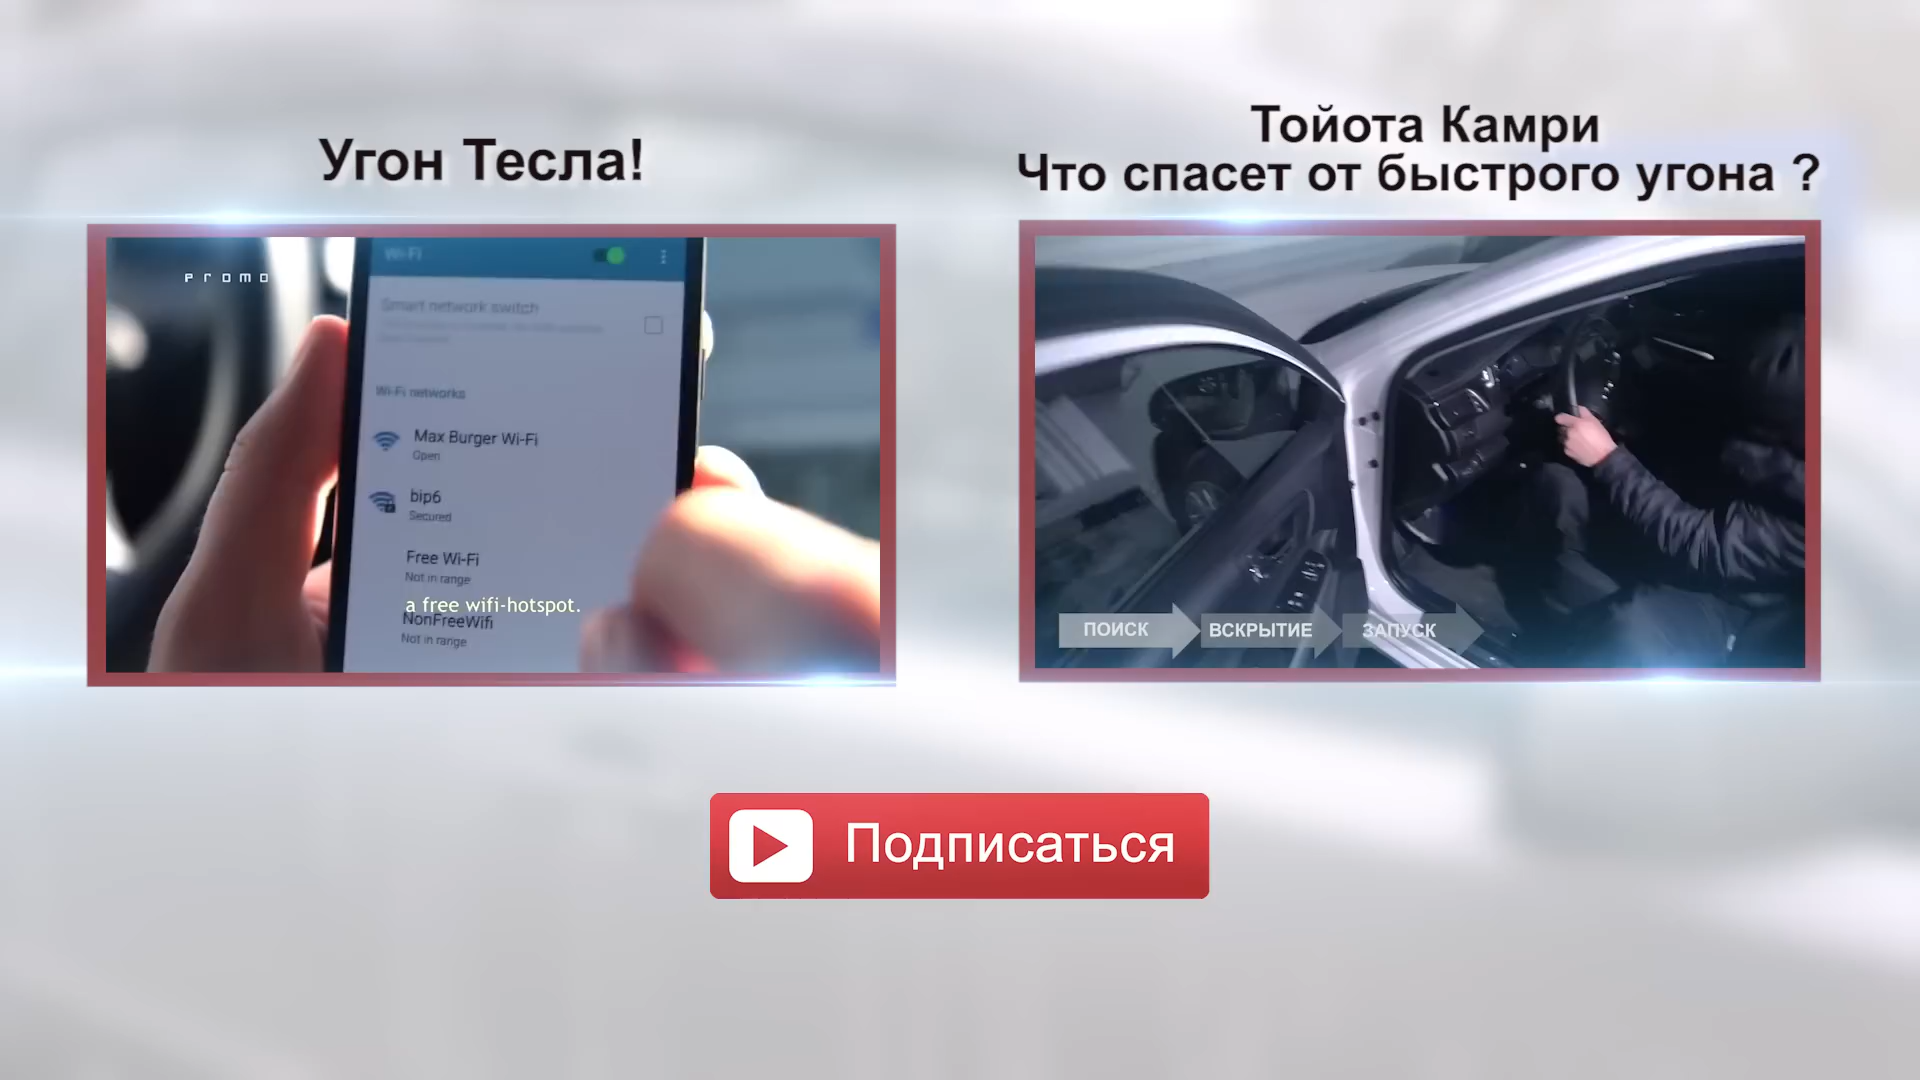 Угон Тесла!
Тойота Камри
Что спасет от быстрого угона ?
Promo
Wi-Fi
Smart network switch
Wi-Fi networks
Max Burger Wi-Fi
Open
bip6
Secured
Free Wi-Fi
Not in range
a free wifi-hotspot.
NonFreeWifi
Not in range
ПОИСК
ВСКРЫТИЕ
ЗАПУСК
Подписаться